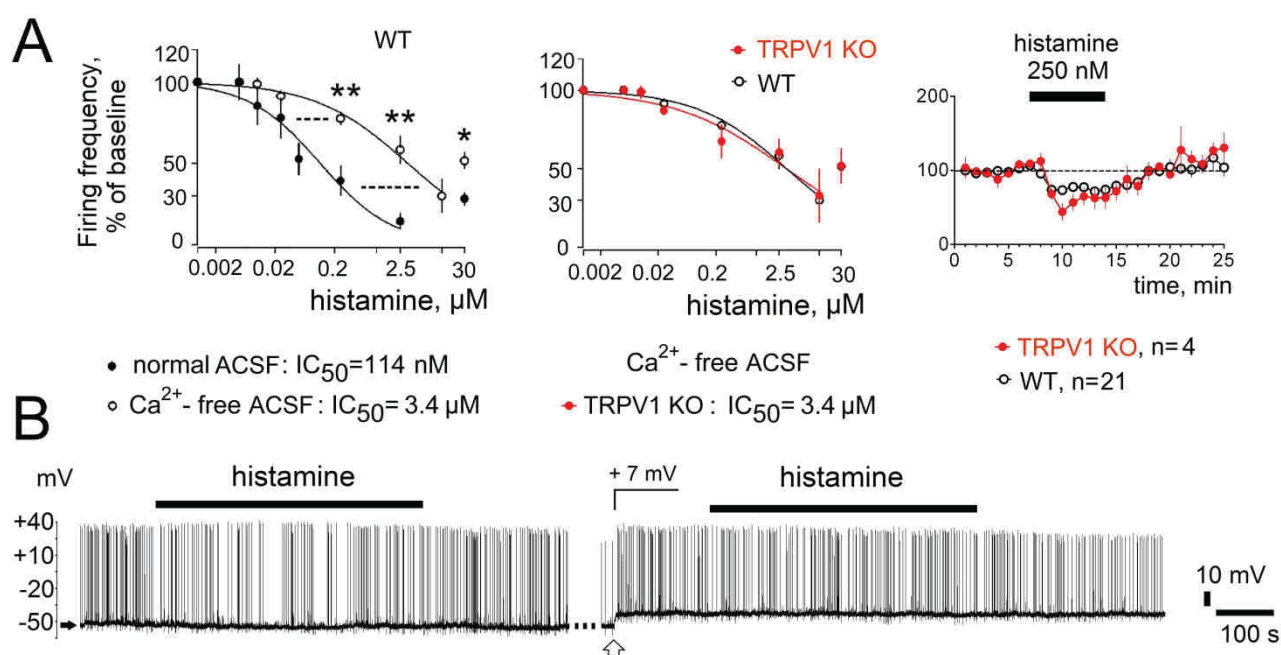 A
WT
Firing frequency,
% of baseline
120
100
50
30
0
** ** *
0.002 0.02 0.2 2.5 30
histamine, µM
normal ACSF: IC50=114 nM
Ca2+- free ACSF: IC50= 3.4 µM
TRPV1 KO
WT
120
100
50
30
0
0.002 0.02 0.2 2.5 30
histamine, µM
Ca2+- free ACSF
TRPV1 KO: IC50= 3.4 µM
histamine
250 nM
200
100
0
0 5 10 15 20 25
time, min
TRPV1 KO, n=4
WT, n=21
B
mV
histamine
+ 7 mV
histamine
+40
+10
-20
-50
10 mV
100 s